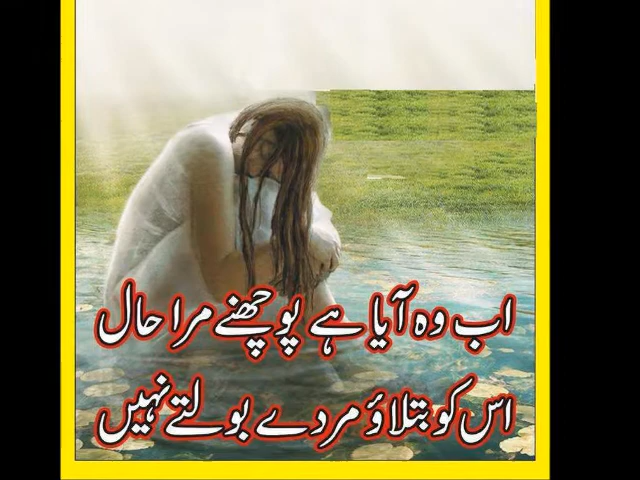 اب وہ آیا ہے پوچھنے مرا حال
اس کو بتلاؤ مردے بولتے نہیں